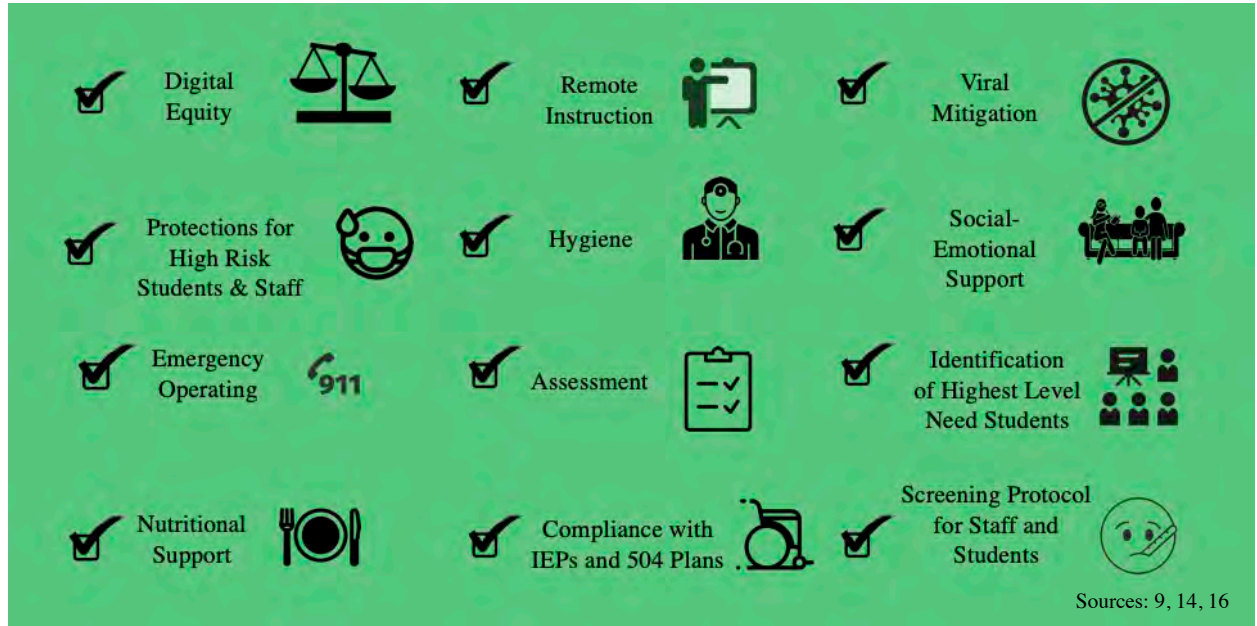 Digital
Equity
Remote
Instruction
Viral
Mitigation
Protections for
High Risk
Students & Staff
Hygiene
Social-
Emotional
Support
Emergency
Operating
911
Assessment
Identification
of Highest Level
Need Students
Nutritional
Support
Compliance with
IEPs and 504 Plans
Screening Protocol
for Staff and
Students
Sources: 9, 14, 16